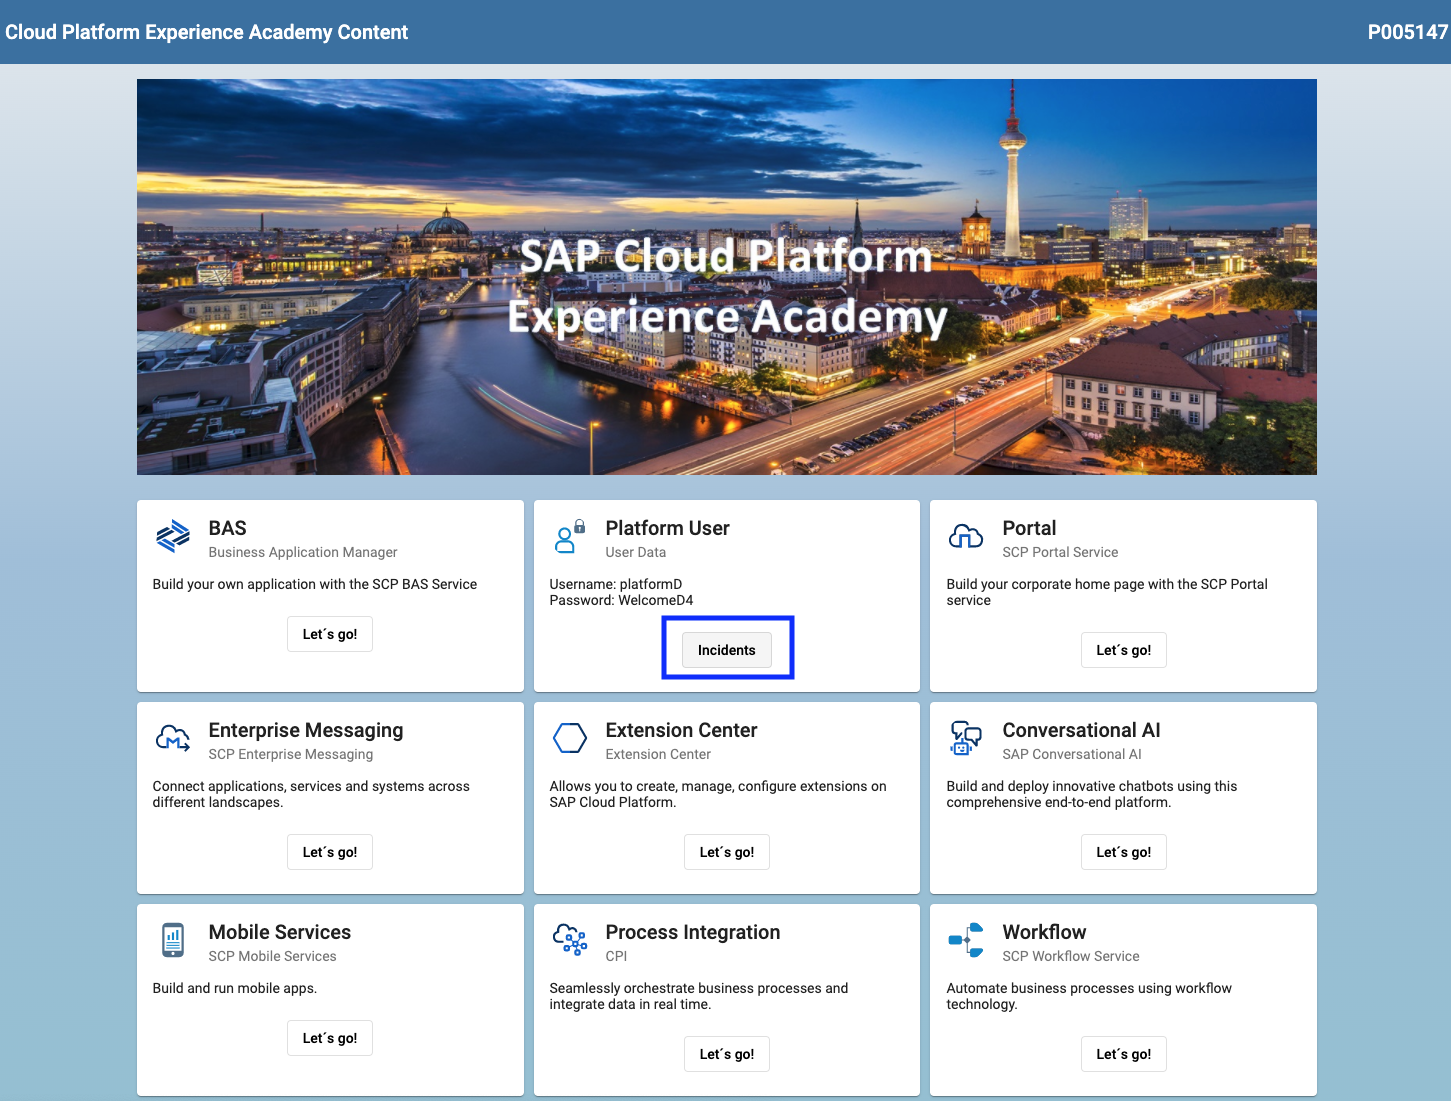 Cloud Platform Experience Academy Content
P005147
SAP Cloud Platform
Experience Academy
BAS
Business Application Manager
Build your own application with the SCP BAS Service
Let´s go!
Platform User
User Data
Username: platformD
Password: WelcomeD4
Incidents
Portal
SCP Portal Service
Build your corporate home page with the SCP Portal
service
Let´s go!
Enterprise Messaging
SCP Enterprise Messaging
Connect applications, services and systems across
different landscapes.
Let´s go!
Extension Center
Extension Center
Allows you to create, manage, configure extensions on
SAP Cloud Platform.
Let´s go!
Conversational AI
SAP Conversational AI
Build and deploy innovative chatbots using this
comprehensive end-to-end platform.
Let´s go!
Mobile Services
SCP Mobile Services
Build and run mobile apps.
Let´s go!
Process Integration
CPI
Seamlessly orchestrate business processes and
integrate data in real time.
Let´s go!
Workflow
SCP Workflow Service
Automate business processes using workflow
technology.
Let´s go!